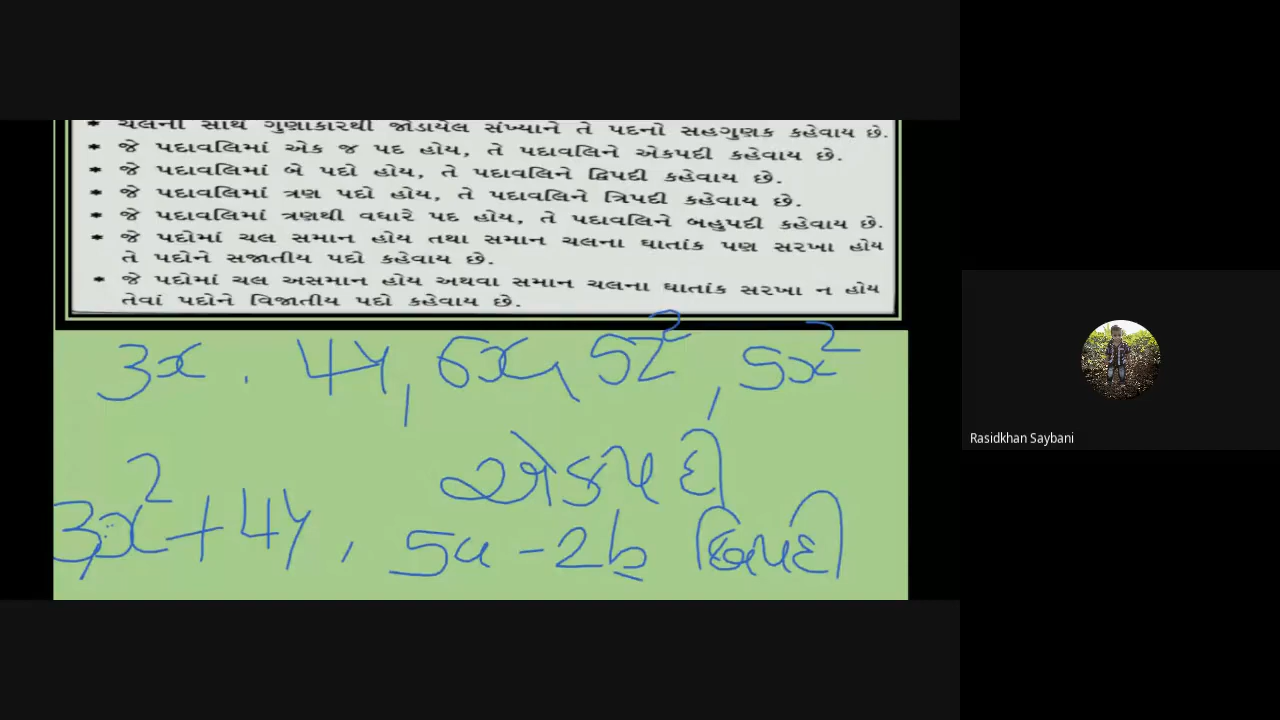 ચલની સાથે ગુણાકારથી જોડાયેલ સંખ્યાને તે પદનો સહગુણક કહેવાય છે.
* જે પદાવલિમાં એક જ પદ હોય, તે પદાવલિને એકપદી કહેવાય છે.
* જે પદાવલિમાં બે પદો હોય, તે પદાવલિને દ્વિપદી કહેવાય છે.
* જે પદાવલિમાં ત્રણ પદો હોય, તે પદાવલિને ત્રિપદી કહેવાય છે.
* જે પદાવલિમાં ત્રણથી વધારે પદ હોય, તે પદાવલિને બહુપદી કહેવાય છે.
* જે પદોમાં ચલ સમાન હોય તથા સમાન ચલના ઘાતાંક પણ સરખા હોય
તે પદોને સજાતીય પદો કહેવાય છે.
* જે પદોમાં ચલ અસમાન હોય અથવા સમાન ચલના ઘાતાંક સરખા ન હોય
તેવાં પદોને વિજાતીય પદો કહેવાય છે.
3x . 4y, 6x, 5z², 5x²
એકપદી
3x² + 4y , 5a - 2b દ્વિપદી
Rasidkhan Saybani